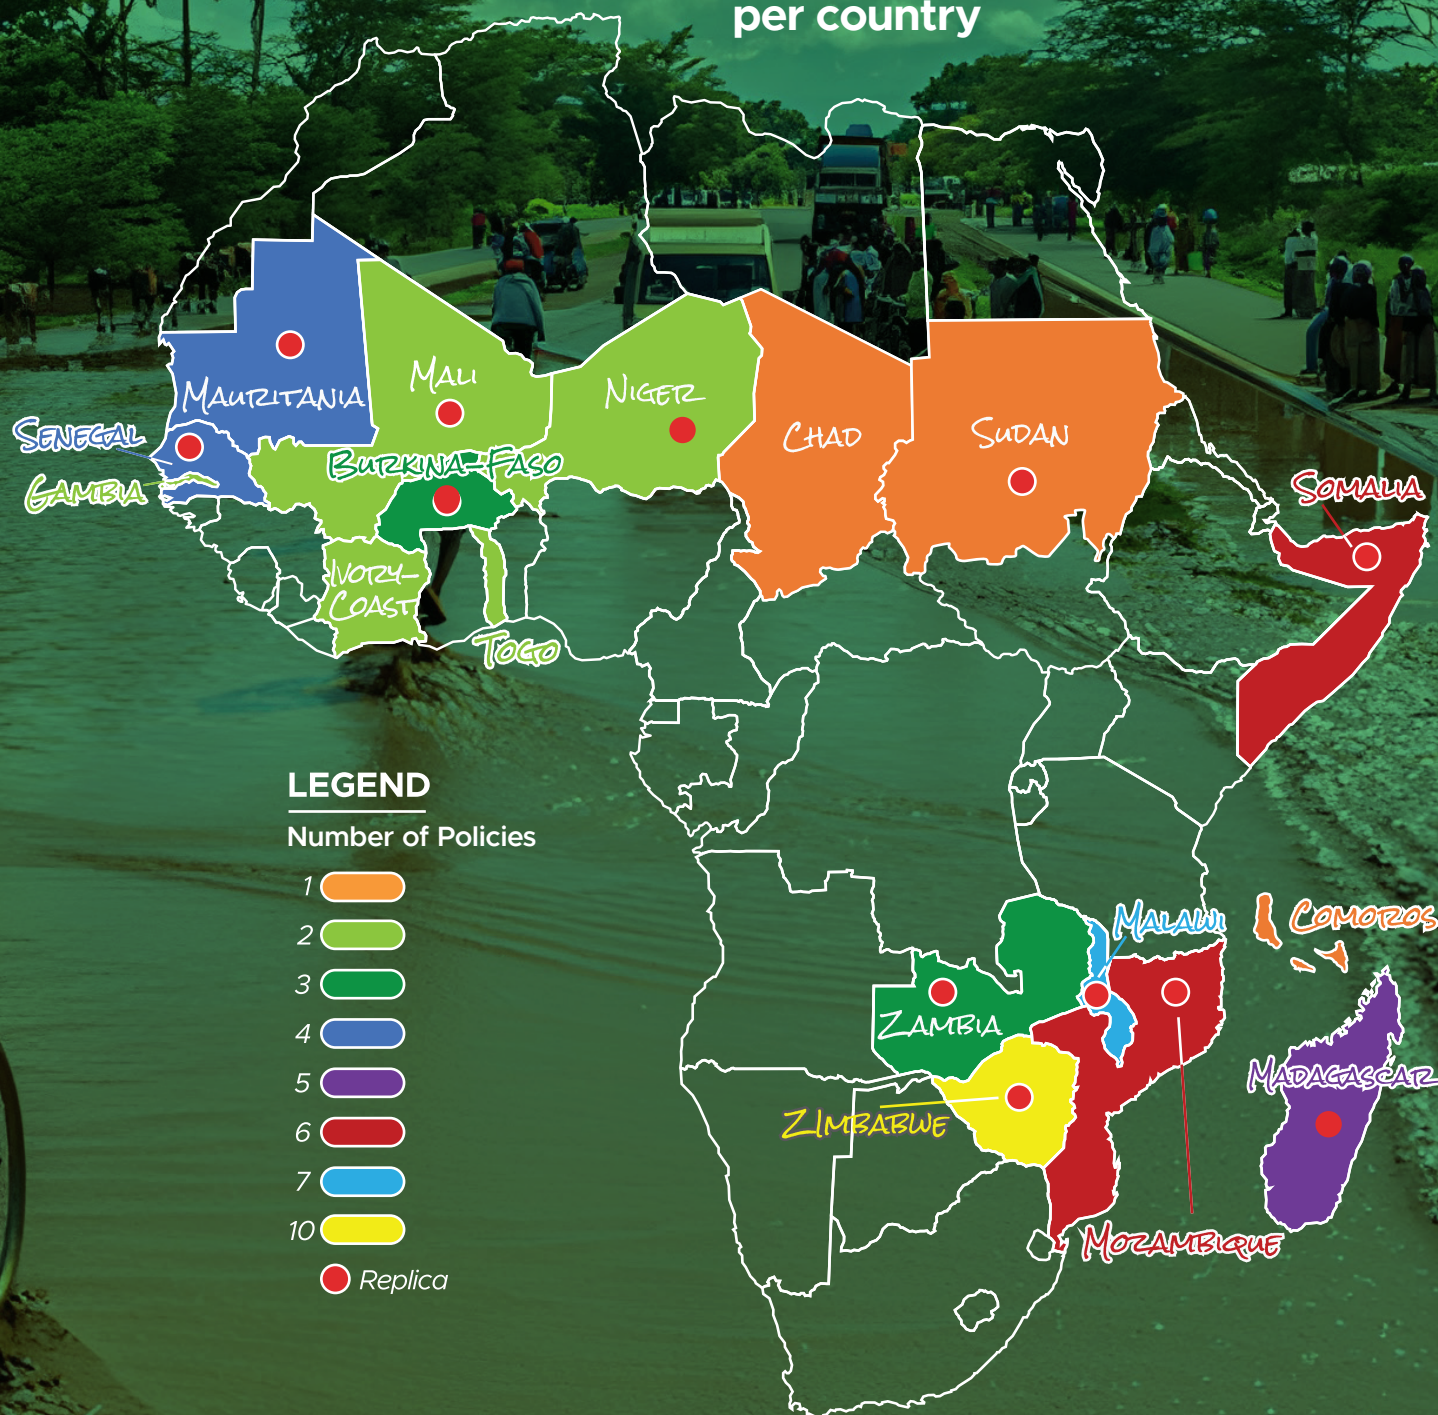 per country
Mauritania
Mali
Niger
Chad
Sudan
Senegal
Gambia
Burkina-Faso
Somalia
Ivory-
Coast
Togo
LEGEND
Number of Policies
1
2
3
4
5
6
7
10
Replica
Malawi
Comoros
Zambia
Madagascar
Zimbabwe
Mozambique